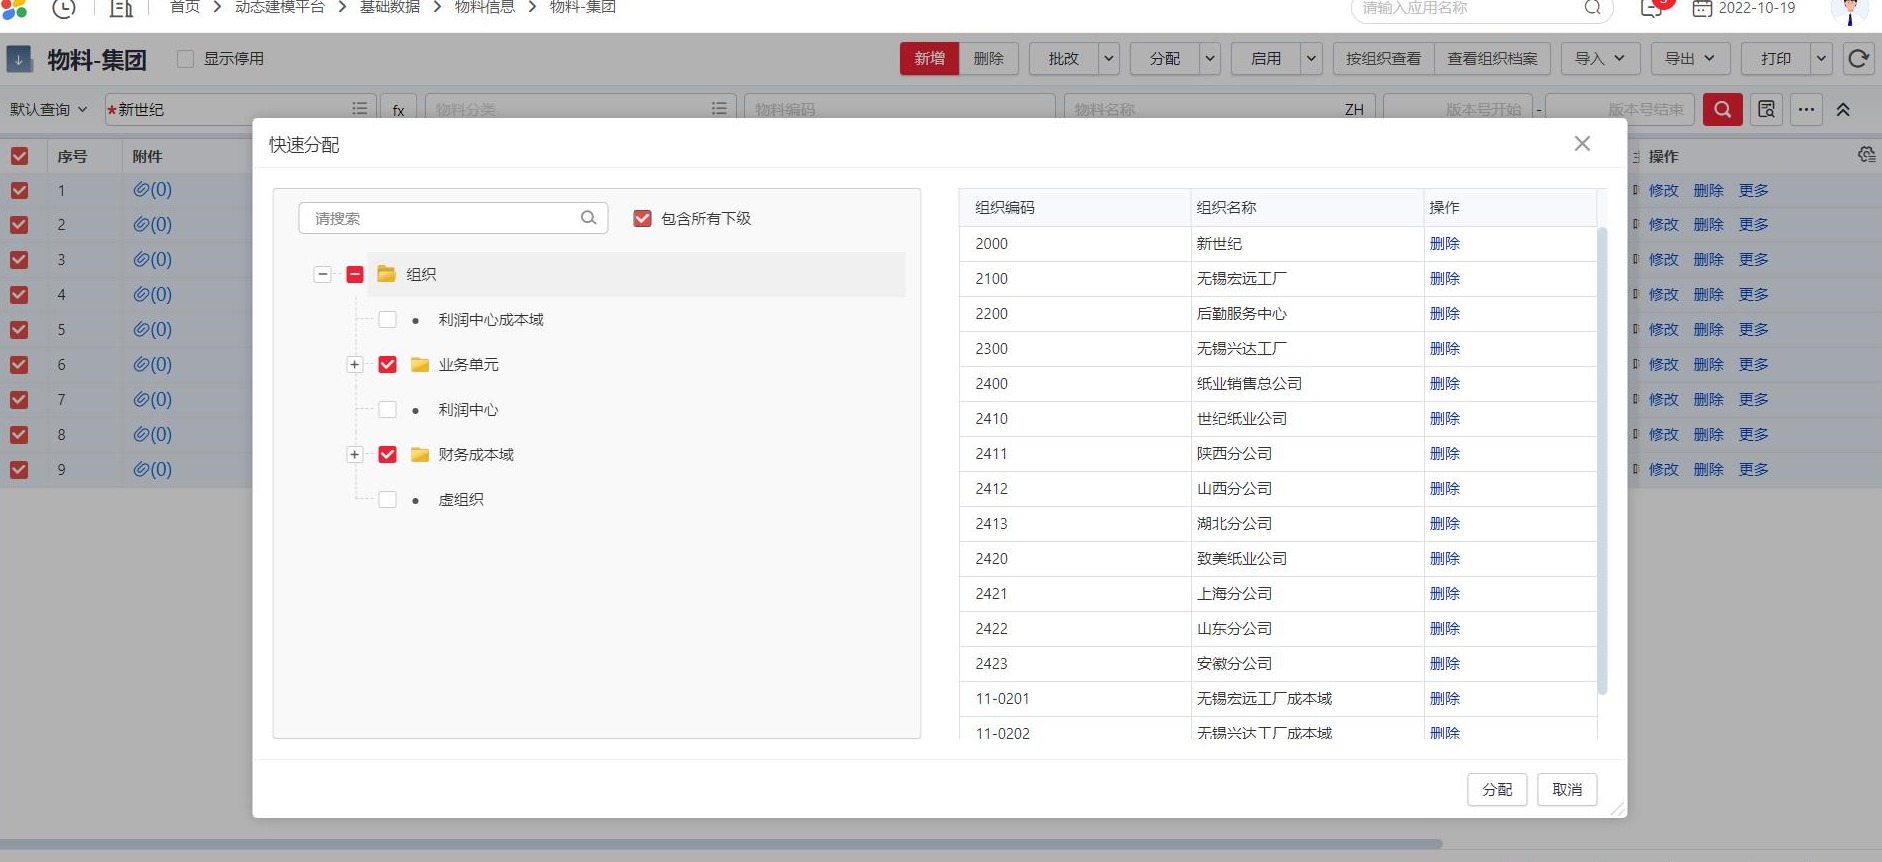 首页 > 动态建模平台 > 基础数据 > 物料信息 > 物料-集团 请输入应用名称 2022-10-19
物料-集团 显示停用 新增 删除 批改 分配 启用 按组织查看 查看组织档案 导入 导出 打印
默认查询 *新世纪 fx 物料分类 物料编码 物料名称 ZH 版本号开始 - 版本号结束
快速分配
序号 附件 操作
1 (0) 修改 删除 更多
2 (0) 修改 删除 更多
3 (0) 修改 删除 更多
4 (0) 修改 删除 更多
5 (0) 修改 删除 更多
6 (0) 修改 删除 更多
7 (0) 修改 删除 更多
8 (0) 修改 删除 更多
9 (0) 修改 删除 更多
请搜索 包含所有下级
组织
利润中心成本域
业务单元
利润中心
财务成本域
虚组织
组织编码 组织名称 操作
2000 新世纪 删除
2100 无锡宏远工厂 删除
2200 后勤服务中心 删除
2300 无锡兴达工厂 删除
2400 纸业销售总公司 删除
2410 世纪纸业公司 删除
2411 陕西分公司 删除
2412 山西分公司 删除
2413 湖北分公司 删除
2420 致美纸业公司 删除
2421 上海分公司 删除
2422 山东分公司 删除
2423 安徽分公司 删除
11-0201 无锡宏远工厂成本域 删除
11-0202 无锡兴达工厂成本域 删除
分配 取消